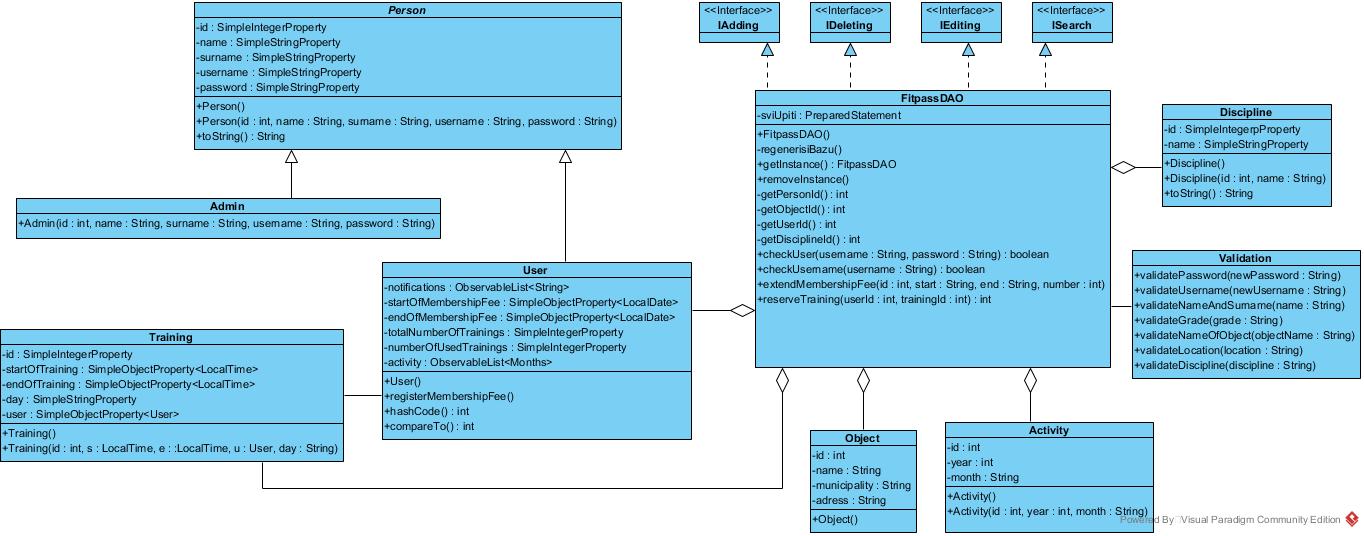 Person
-id : SimpleIntegerProperty
-name : SimpleStringProperty
-surname : SimpleStringProperty
-username : SimpleStringProperty
-password : SimpleStringProperty
+Person()
+Person(id : int, name : String, surname : String, username : String, password : String)
+toString() : String
<<Interface>>
IAdding
<<Interface>>
IDeleting
<<Interface>>
IEditing
<<Interface>>
ISearch
Admin
+Admin(id : int, name : String, surname : String, username : String, password : String)
FitpassDAO
-sviUpiti : PreparedStatement
+FitpassDAO()
-regenerisiBazu()
+getInstance() : FitpassDAO
+removeInstance()
-getPersonId() : int
-getObjectId() : int
-getUserId() : int
-getDisciplineId() : int
+checkUser(username : String, password : String) : boolean
+checkUsername(username : String) : boolean
+extendMembershipFee(id : int, start : String, end : String, number : int)
+reserveTraining(userId : int, trainingId : int) : int
Discipline
-id : SimpleIntegerpProperty
-name : SimpleStringProperty
+Discipline()
+Discipline(id : int, name : String)
+toString() : String
Validation
+validatePassword(newPassword : String)
+validateUsername(newUsername : String)
+validateNameAndSurname(name : String)
+validateGrade(grade : String)
+validateNameOfObject(objectName : String)
+validateLocation(location : String)
+validateDiscipline(discipline : String)
User
-notifications : ObservableList<String>
-startOfMembershipFee : SimpleObjectProperty<LocalDate>
-endOfMembershipFee : SimpleObjectProperty<LocalDate>
-totalNumberOfTrainings : SimpleIntegerProperty
-numberOfUsedTrainings : SimpleIntegerProperty
-activity : ObservableList<Months>
+User()
+registerMembershipFee()
+hashCode() : int
+compareTo() : int
Training
-id : SimpleIntegerProperty
-startOfTraining : SimpleObjectProperty<LocalTime>
-endOfTraining : SimpleObjectProperty<LocalTime>
-day : SimpleStringProperty
-user : SimpleObjectProperty<User>
+Training()
+Training(id : int, s : LocalTime, e : :LocalTime, u : User, day : String)
Object
-id : int
-name : String
-municipality : String
-adress : String
+Object()
Activity
-id : int
-year : int
-month : String
+Activity()
+Activity(id : int, year : int, month : String)
Powered By Visual Paradigm Community Edition